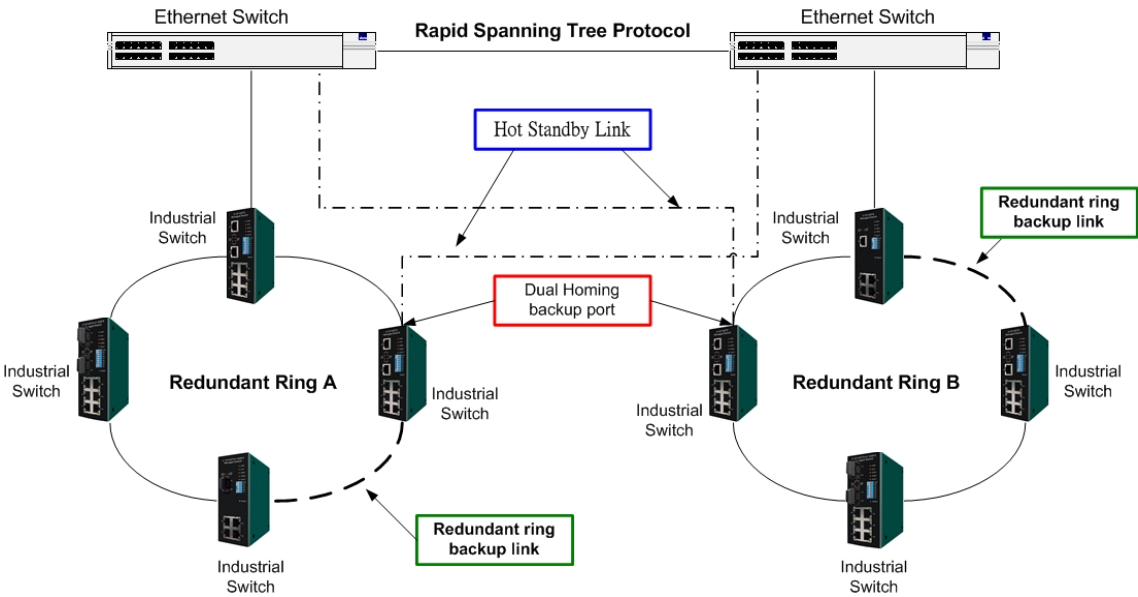 Ethernet Switch
Ethernet Switch
Rapid Spanning Tree Protocol
Hot Standby Link
Redundant ring
backup link
Industrial
Switch
Industrial
Switch
Dual Homing
backup port
Industrial
Switch
Redundant Ring A
Industrial
Switch
Industrial
Switch
Redundant Ring B
Industrial
Switch
Redundant ring
backup link
Industrial
Switch
Industrial
Switch